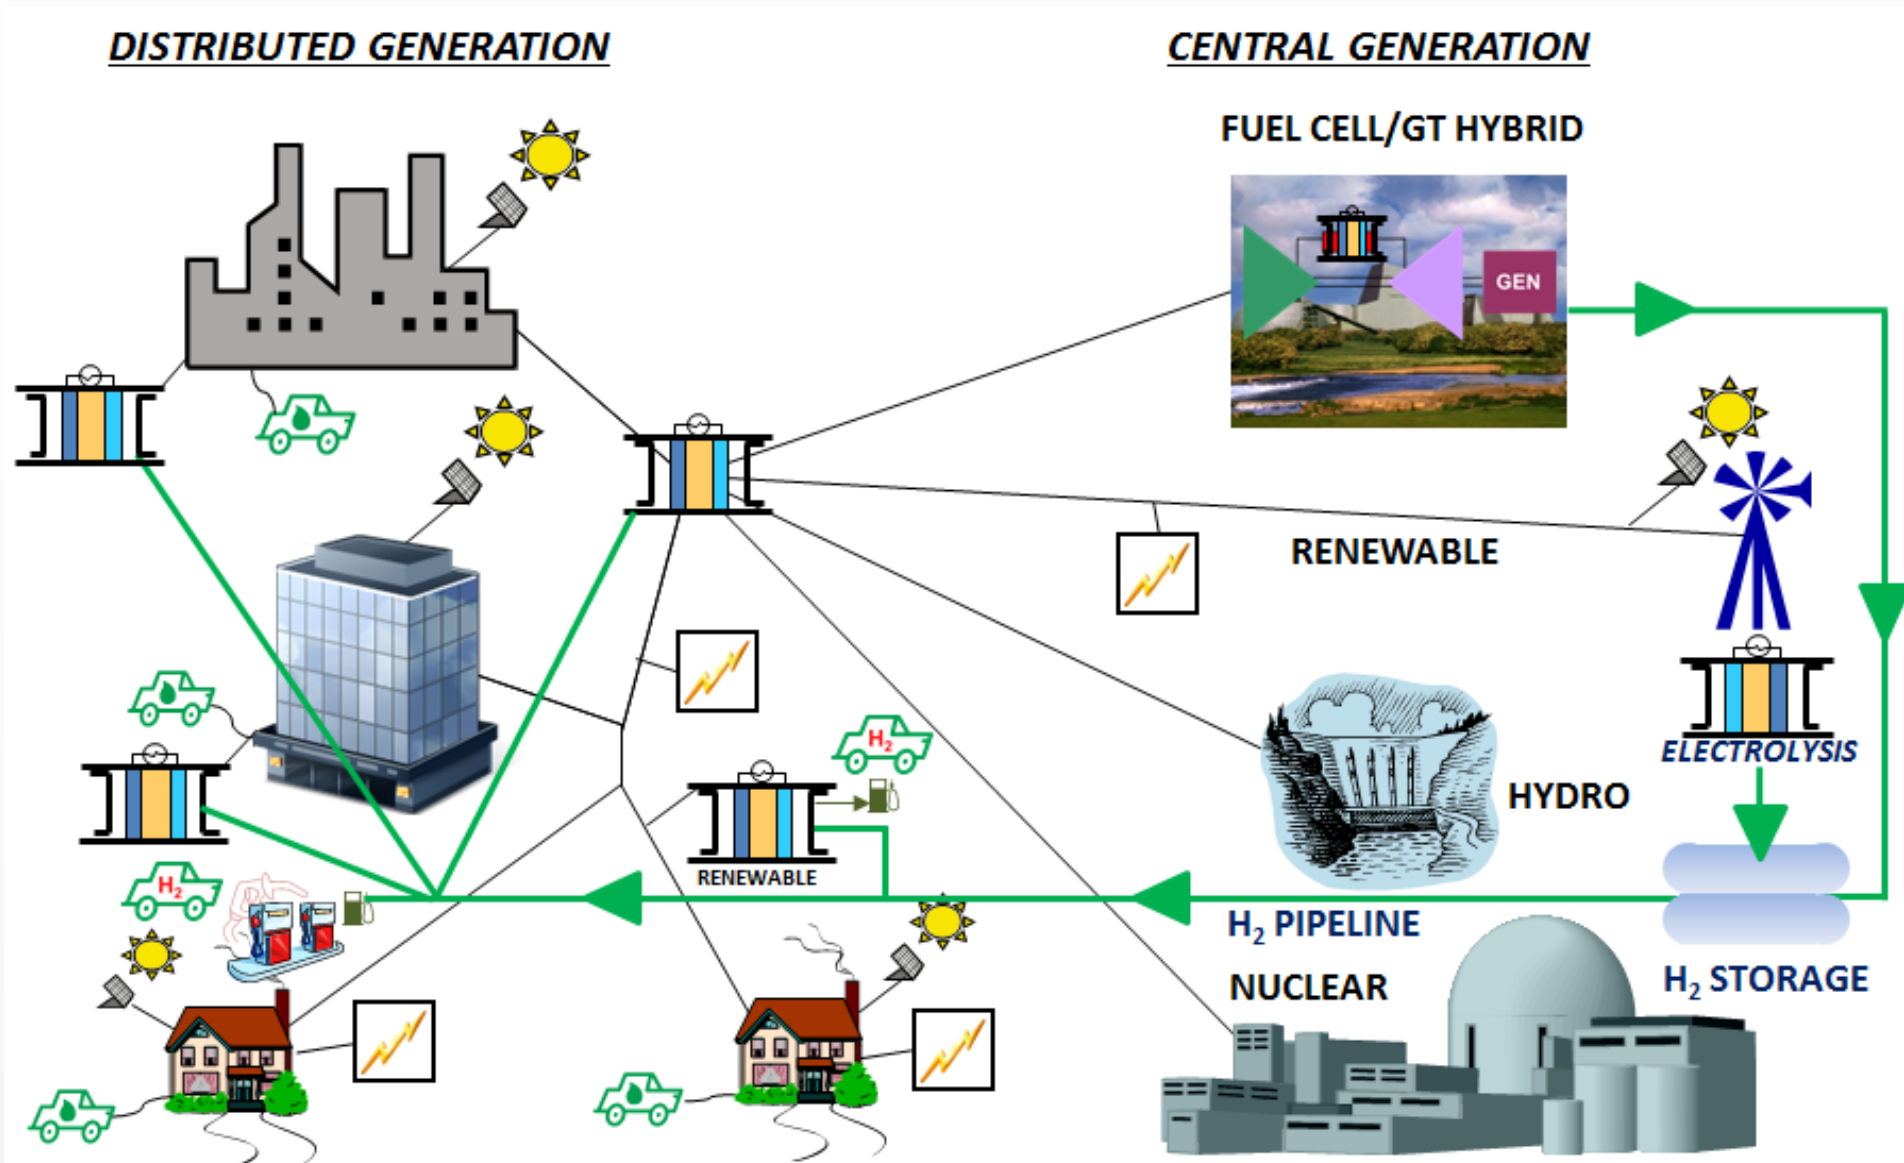 DISTRIBUTED GENERATION
CENTRAL GENERATION
FUEL CELL/GT HYBRID
GEN
RENEWABLE
ELECTROLYSIS
H₂
HYDRO
RENEWABLE
H₂
H₂ PIPELINE
NUCLEAR
H₂ STORAGE